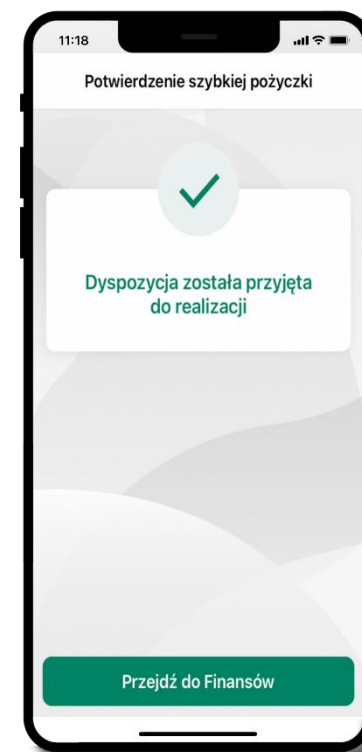 11:18
Potwierdzenie szybkiej pożyczki
Dyspozycja została przyjęta
do realizacji
Przejdź do Finansów